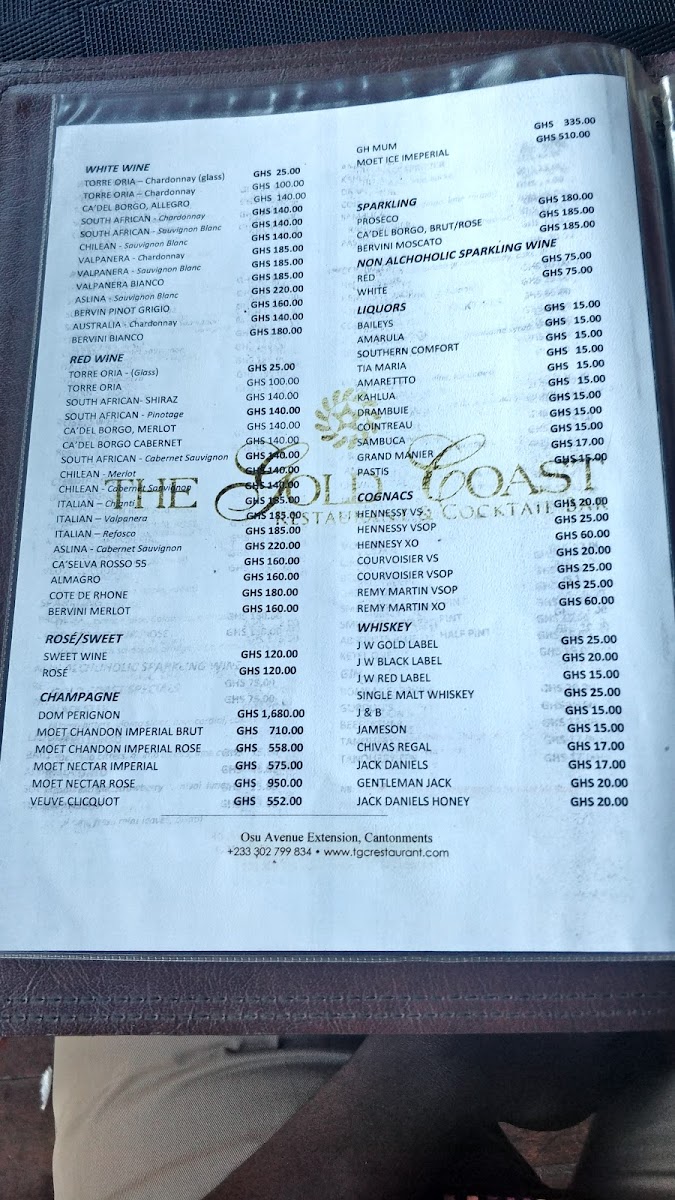 WHITE WINE
TORRE ORIA – Chardonnay (glass) GHS 25.00
TORRE ORIA – Chardonnay GHS 100.00
CA'DEL BORGO, ALLEGRO GHS 140.00
SOUTH AFRICAN - Chardonnay GHS 140.00
SOUTH AFRICAN – Sauvignon Blanc GHS 140.00
CHILEAN - Sauvignon Blanc GHS 140.00
VALPANERA - Chardonnay GHS 185.00
VALPANERA - Sauvignon Blanc GHS 185.00
VALPANERA BIANCO GHS 185.00
ASLINA - Sauvignon Blanc GHS 220.00
BERVIN PINOT GRIGIO GHS 160.00
AUSTRALIA - Chardonnay GHS 140.00
BERVINI BIANCO GHS 180.00
RED WINE
TORRE ORIA - (Glass) GHS 25.00
TORRE ORIA GHS 100.00
SOUTH AFRICAN- SHIRAZ GHS 140.00
SOUTH AFRICAN - Pinotage GHS 140.00
CA'DEL BORGO, MERLOT GHS 140.00
CA'DEL BORGO CABERNET GHS 140.00
SOUTH AFRICAN - Cabernet Sauvignon GHS 140.00
CHILEAN - Merlot GHS 140.00
CHILEAN - Cabernet Sauvignon GHS 140.00
ITALIAN – Chianti GHS 185.00
ITALIAN – Valpanera GHS 185.00
ITALIAN – Refosco GHS 185.00
ASLINA - Cabernet Sauvignon GHS 220.00
CA'SELVA ROSSO 55 GHS 160.00
ALMAGRO GHS 160.00
COTE DE RHONE GHS 180.00
BERVINI MERLOT GHS 160.00
ROSÉ/SWEET
SWEET WINE GHS 120.00
ROSÉ GHS 120.00
CHAMPAGNE
DOM PERIGNON GHS 1,680.00
MOET CHANDON IMPERIAL BRUT GHS 710.00
MOET CHANDON IMPERIAL ROSE GHS 558.00
MOET NECTAR IMPERIAL GHS 575.00
MOET NECTAR ROSE GHS 950.00
VEUVE CLICQUOT GHS 552.00
GH MUM GHS 335.00
MOET ICE IMEPERIAL GHS 510.00
SPARKLING
PROSECO GHS 180.00
CA'DEL BORGO, BRUT/ROSE GHS 185.00
BERVINI MOSCATO GHS 185.00
NON ALCHOHOLIC SPARKLING WINE
RED GHS 75.00
WHITE GHS 75.00
LIQUORS
BAILEYS GHS 15.00
AMARULA GHS 15.00
SOUTHERN COMFORT GHS 15.00
TIA MARIA GHS 15.00
AMARETTTO GHS 15.00
KAHLUA GHS 15.00
DRAMBUIE GHS 15.00
COINTREAU GHS 15.00
SAMBUCA GHS 15.00
GRAND MANIER GHS 17.00
PASTIS GHS 15.00
THE GOLD COAST
RESTAURANT & COCKTAIL BAR
COGNACS
HENNESSY VS GHS 20.00
HENNESSY VSOP GHS 25.00
HENNESY XO GHS 60.00
COURVOISIER VS GHS 20.00
COURVOISIER VSOP GHS 25.00
REMY MARTIN VSOP GHS 25.00
REMY MARTIN XO GHS 60.00
WHISKEY
J W GOLD LABEL GHS 25.00
J W BLACK LABEL GHS 20.00
J W RED LABEL GHS 15.00
SINGLE MALT WHISKEY GHS 25.00
J & B GHS 15.00
JAMESON GHS 15.00
CHIVAS REGAL GHS 17.00
JACK DANIELS GHS 17.00
GENTLEMAN JACK GHS 20.00
JACK DANIELS HONEY GHS 20.00
Osu Avenue Extension, Cantonments
+233 302 799 834 • www.tgcrestaurant.com